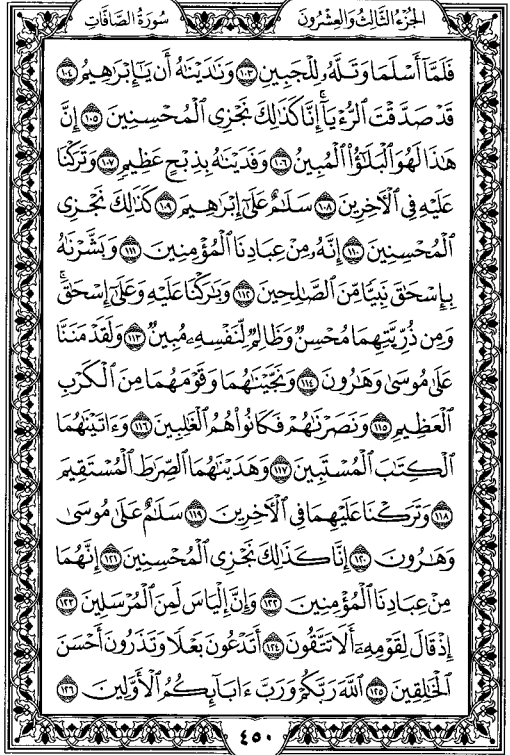 سُورَةُ الصَّافَّاتِ الجُزْءُ الثَّالِثُ وَالعِشْرُونَ
فَلَمَّآ أَسْلَمَا وَتَلَّهُۥ لِلْجَبِينِ ١٠٣ وَنَٰدَيْنَٰهُ أَن يَٰٓإِبْرَٰهِيمُ ١٠٤
قَدْ صَدَّقْتَ ٱلرُّءْيَآۚ إِنَّا كَذَٰلِكَ نَجْزِى ٱلْمُحْسِنِينَ ١٠٥ إِنَّ
هَٰذَا لَهُوَ ٱلْبَلَٰٓؤُا۟ ٱلْمُبِينُ ١٠٦ وَفَدَيْنَٰهُ بِذِبْحٍ عَظِيمٍ ١٠٧ وَتَرَكْنَا
عَلَيْهِ فِى ٱلْءَاخِرِينَ ١٠٨ سَلَٰمٌ عَلَىٰٓ إِبْرَٰهِيمَ ١٠٩ كَذَٰلِكَ نَجْزِى
ٱلْمُحْسِنِينَ ١١٠ إِنَّهُۥ مِنْ عِبَادِنَا ٱلْمُؤْمِنِينَ ١١١ وَبَشَّرْنَٰهُ
بِإِسْحَٰقَ نَبِيًّا مِّنَ ٱلصَّٰلِحِينَ ١١٢ وَبَٰرَكْنَا عَلَيْهِ وَعَلَىٰٓ إِسْحَٰقَۚ
وَمِن ذُرِّيَّتِهِمَا مُحْسِنٌ وَظَالِمٌ لِّنَفْسِهِۦ مُبِينٌ ١١٣ وَلَقَدْ مَنَنَّا
عَلَىٰ مُوسَىٰ وَهَٰرُونَ ١١٤ وَنَجَّيْنَٰهُمَا وَقَوْمَهُمَا مِنَ ٱلْكَرْبِ
ٱلْعَظِيمِ ١١٥ وَنَصَرْنَٰهُمْ فَكَانُوا۟ هُمُ ٱلْغَٰلِبِينَ ١١٦ وَءَاتَيْنَٰهُمَا
ٱلْكِتَٰبَ ٱلْمُسْتَبِينَ ١١٧ وَهَدَيْنَٰهُمَا ٱلصِّرَٰطَ ٱلْمُسْتَقِيمَ
١١٨ وَتَرَكْنَا عَلَيْهِمَا فِى ٱلْءَاخِرِينَ ١١٩ سَلَٰمٌ عَلَىٰ مُوسَىٰ
وَهَٰرُونَ ١٢٠ إِنَّا كَذَٰلِكَ نَجْزِى ٱلْمُحْسِنِينَ ١٢١ إِنَّهُمَا
مِنْ عِبَادِنَا ٱلْمُؤْمِنِينَ ١٢٢ وَإِنَّ إِلْيَاسَ لَمِنَ ٱلْمُرْسَلِينَ ١٢٣
إِذْ قَالَ لِقَوْمِهِۦٓ أَلَا تَتَّقُونَ ١٢٤ أَتَدْعُونَ بَعْلًا وَتَذَرُونَ أَحْسَنَ
ٱلْخَٰلِقِينَ ١٢٥ ٱللَّهَ رَبَّكُمْ وَرَبَّ ءَابَآئِكُمُ ٱلْأَوَّلِينَ ١٢٦
٤٥٠